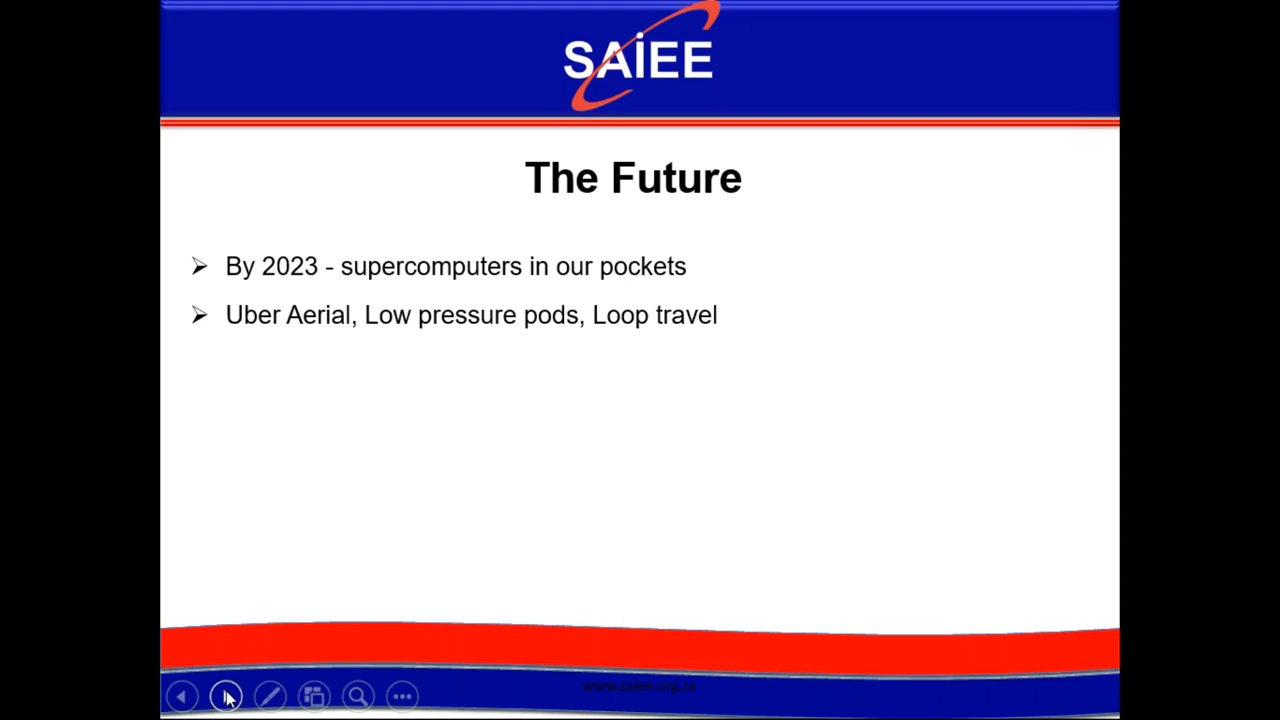 SAiEE
The Future
By 2023 - supercomputers in our pockets
Uber Aerial, Low pressure pods, Loop travel
www.saiee.org.za